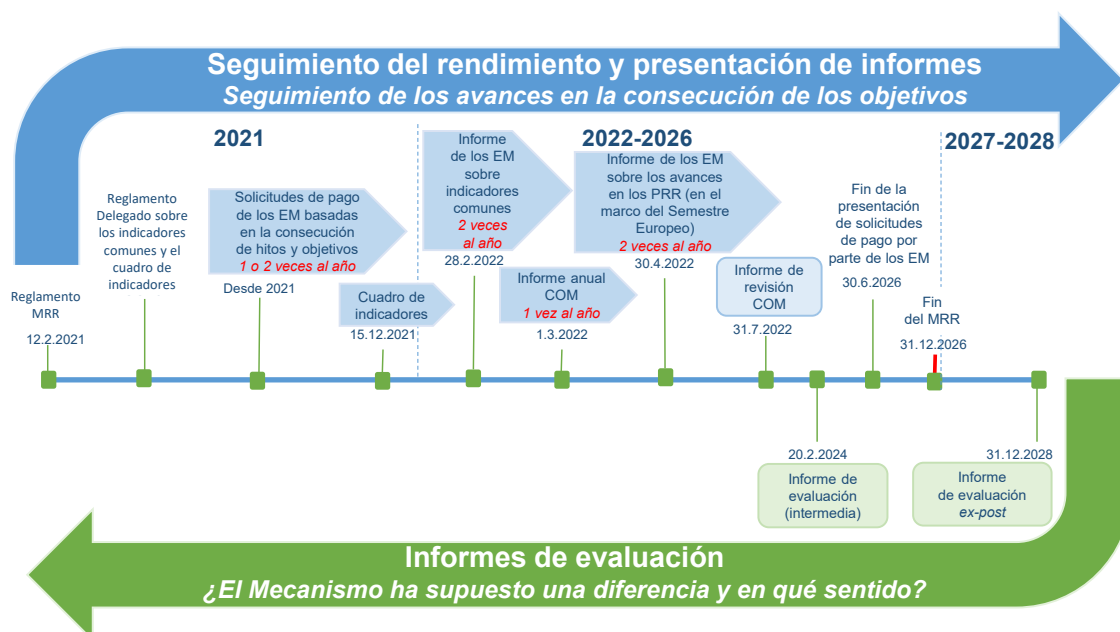 Seguimiento del rendimiento y presentación de informes
Seguimiento de los avances en la consecución de los objetivos
2021
2022-2026
2027-2028
Reglamento
MRR
12.2.2021
Reglamento
Delegado sobre
los indicadores
comunes y el
cuadro de
indicadores
Solicitudes de pago
de los EM basadas
en la consecución
de hitos y objetivos
1 o 2 veces al año
Desde 2021
Cuadro de
indicadores
15.12.2021
Informe
de los EM
sobre
indicadores
comunes
2 veces
al año
28.2.2022
Informe anual
COM
1 vez al año
1.3.2022
Informe de los EM
sobre los avances
en los PRR (en el
marco del Semestre
Europeo)
2 veces al año
30.4.2022
Informe de
revisión
COM
31.7.2022
Fin de la
presentación
de solicitudes
de pago por
parte de los EM
30.6.2026
Fin
del MRR
31.12.2026
20.2.2024
Informe de
evaluación
(intermedia)
31.12.2028
Informe
de evaluación
ex-post
Informes de evaluación
¿El Mecanismo ha supuesto una diferencia y en qué sentido?